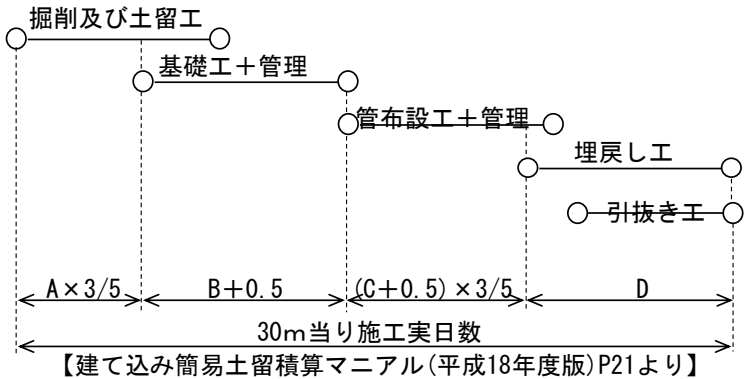 掘削及び土留工
基礎工＋管理
管布設工＋管理
埋戻し工
引抜き工
A×3/5
B＋0.5
(C＋0.5)×3/5
D
30m当り施工実日数
【建て込み簡易土留積算マニアル(平成18年度版)P21より】